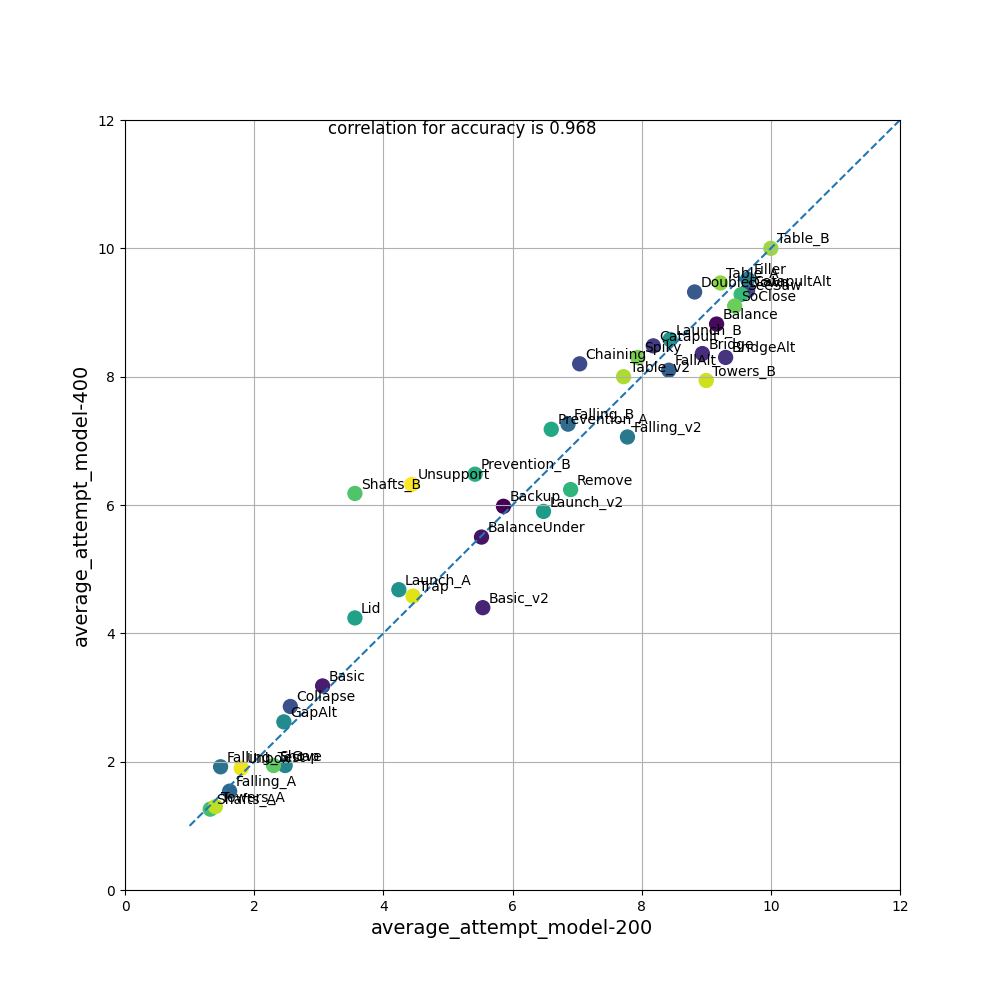 correlation for accuracy is 0.968
12
10
8
6
4
2
0
average_attempt_model-400
Table_B
Filler
Table_A
CatapultAlt
SeeSaw
SoClose
Balance
Launch_B
Catapult
Bridge
BridgeAlt
Spiky
Chaining
FallAlt
Table_v2
Towers_B
Falling_B
Prevention_A
Falling_v2
Prevention_B
Unsupport
Shafts_B
Remove
Backup
Launch_v2
BalanceUnder
Launch_A
Trap
Basic_v2
Lid
Basic
Collapse
GapAlt
Falling_A
Towers_A
Shafts_A
0
2
4
6
8
10
12
average_attempt_model-200